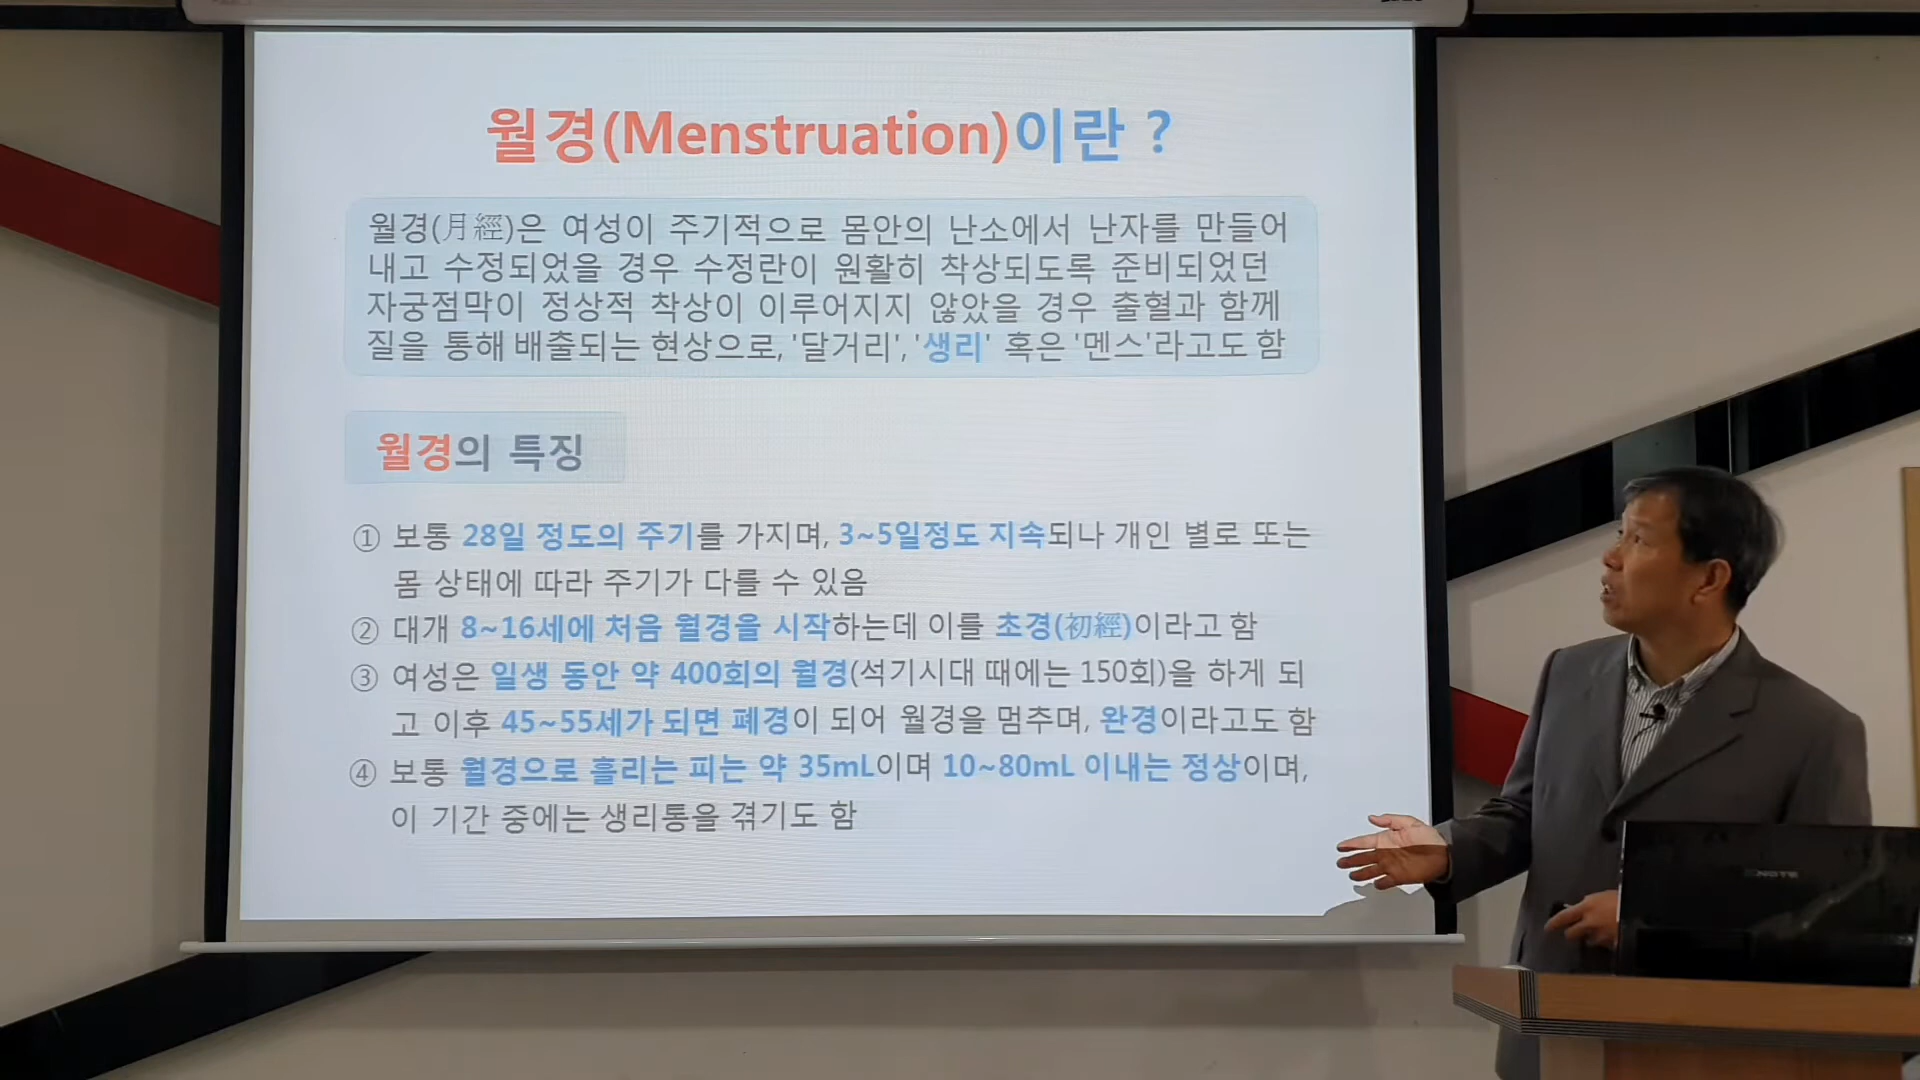 월경(Menstruation)이란 ?
월경(月經)은 여성이 주기적으로 몸안의 난소에서 난자를 만들어
내고 수정되었을 경우 수정란이 원활히 착상되도록 준비되었던
자궁점막이 정상적 착상이 이루어지지 않았을 경우 출혈과 함께
질을 통해 배출되는 현상으로, '달거리', '생리' 혹은 '멘스'라고도 함
월경의 특징
① 보통 28일 정도의 주기를 가지며, 3~5일정도 지속되나 개인 별로 또는
몸 상태에 따라 주기가 다를 수 있음
② 대개 8~16세에 처음 월경을 시작하는데 이를 초경(初經)이라고 함
③ 여성은 일생 동안 약 400회의 월경(석기시대 때에는 150회)을 하게 되
고 이후 45~55세가 되면 폐경이 되어 월경을 멈추며, 완경이라고도 함
④ 보통 월경으로 흘리는 피는 약 35mL이며 10~80mL 이내는 정상이며,
이 기간 중에는 생리통을 겪기도 함